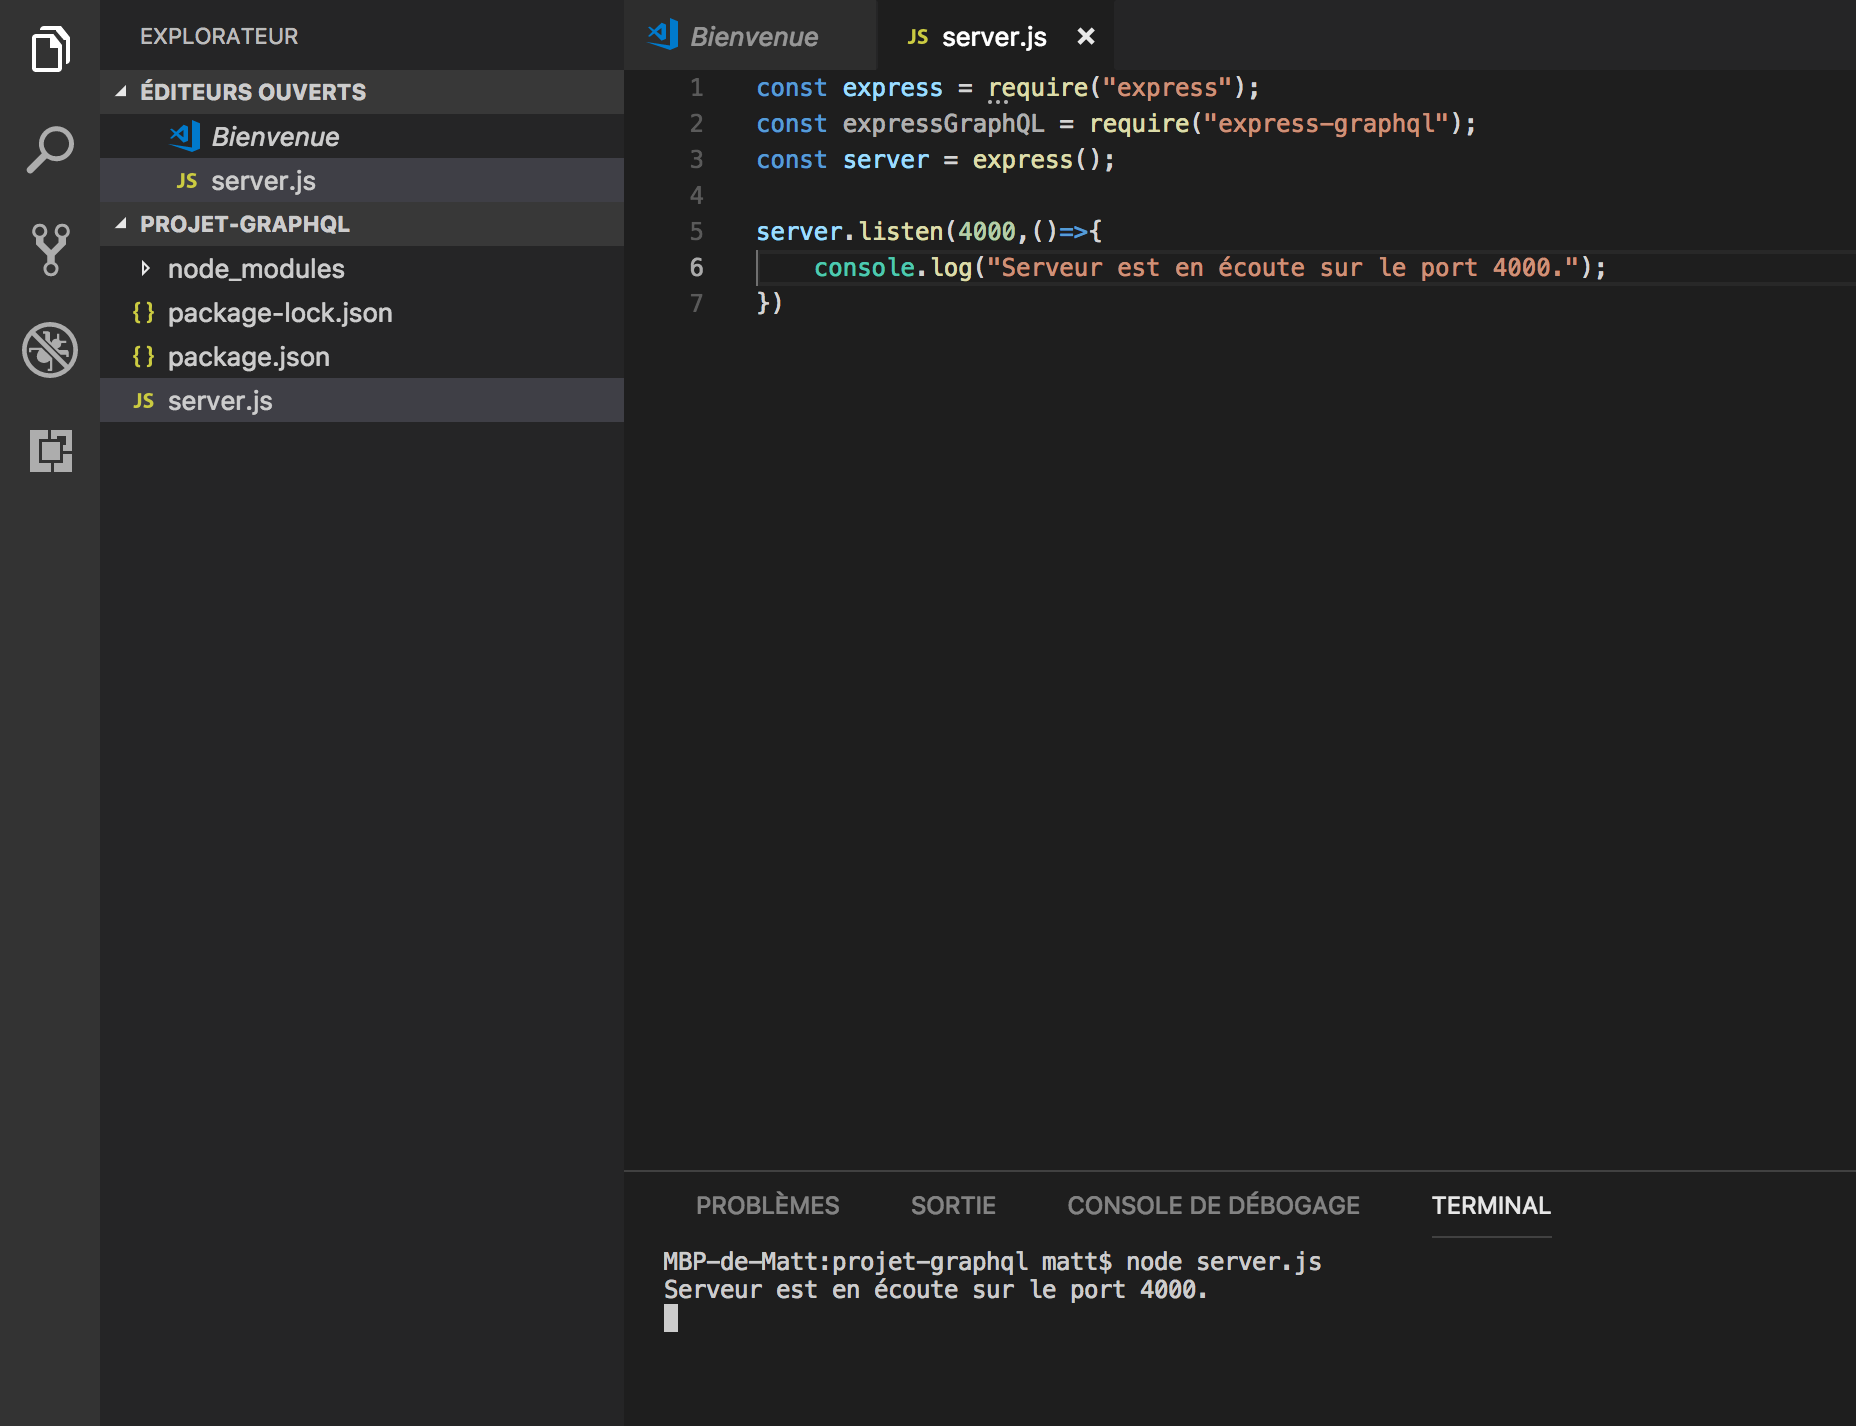 EXPLORATEUR
ÉDITEURS OUVERTS
Bienvenue
JS server.js
PROJET-GRAPHQL
node_modules
{} package-lock.json
{} package.json
JS server.js
Bienvenue
JS server.js ×
1 const express = require("express");
2 const expressGraphQL = require("express-graphql");
3 const server = express();
4
5 server.listen(4000,()=>{
6     console.log("Serveur est en écoute sur le port 4000.");
7 })
PROBLÈMES SORTIE CONSOLE DE DÉBOGAGE TERMINAL
MBP-de-Matt:projet-graphql matt$ node server.js
Serveur est en écoute sur le port 4000.